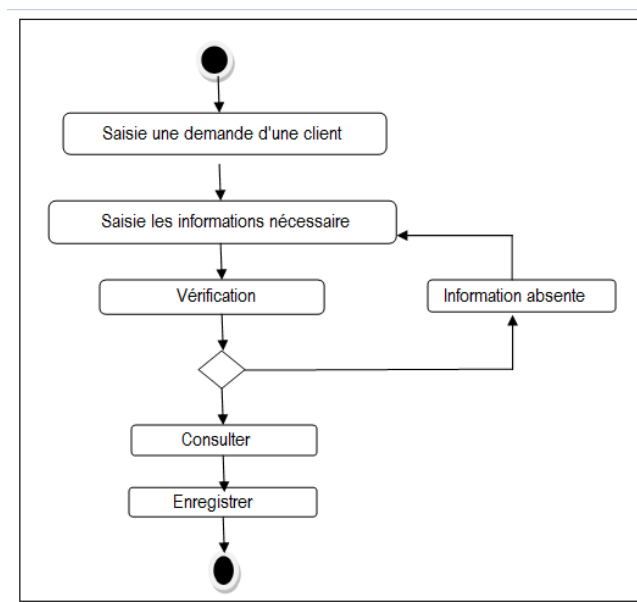 Saisie une demande d'une client
Saisie les informations nécessaire
Vérification
Information absente
Consulter
Enregistrer